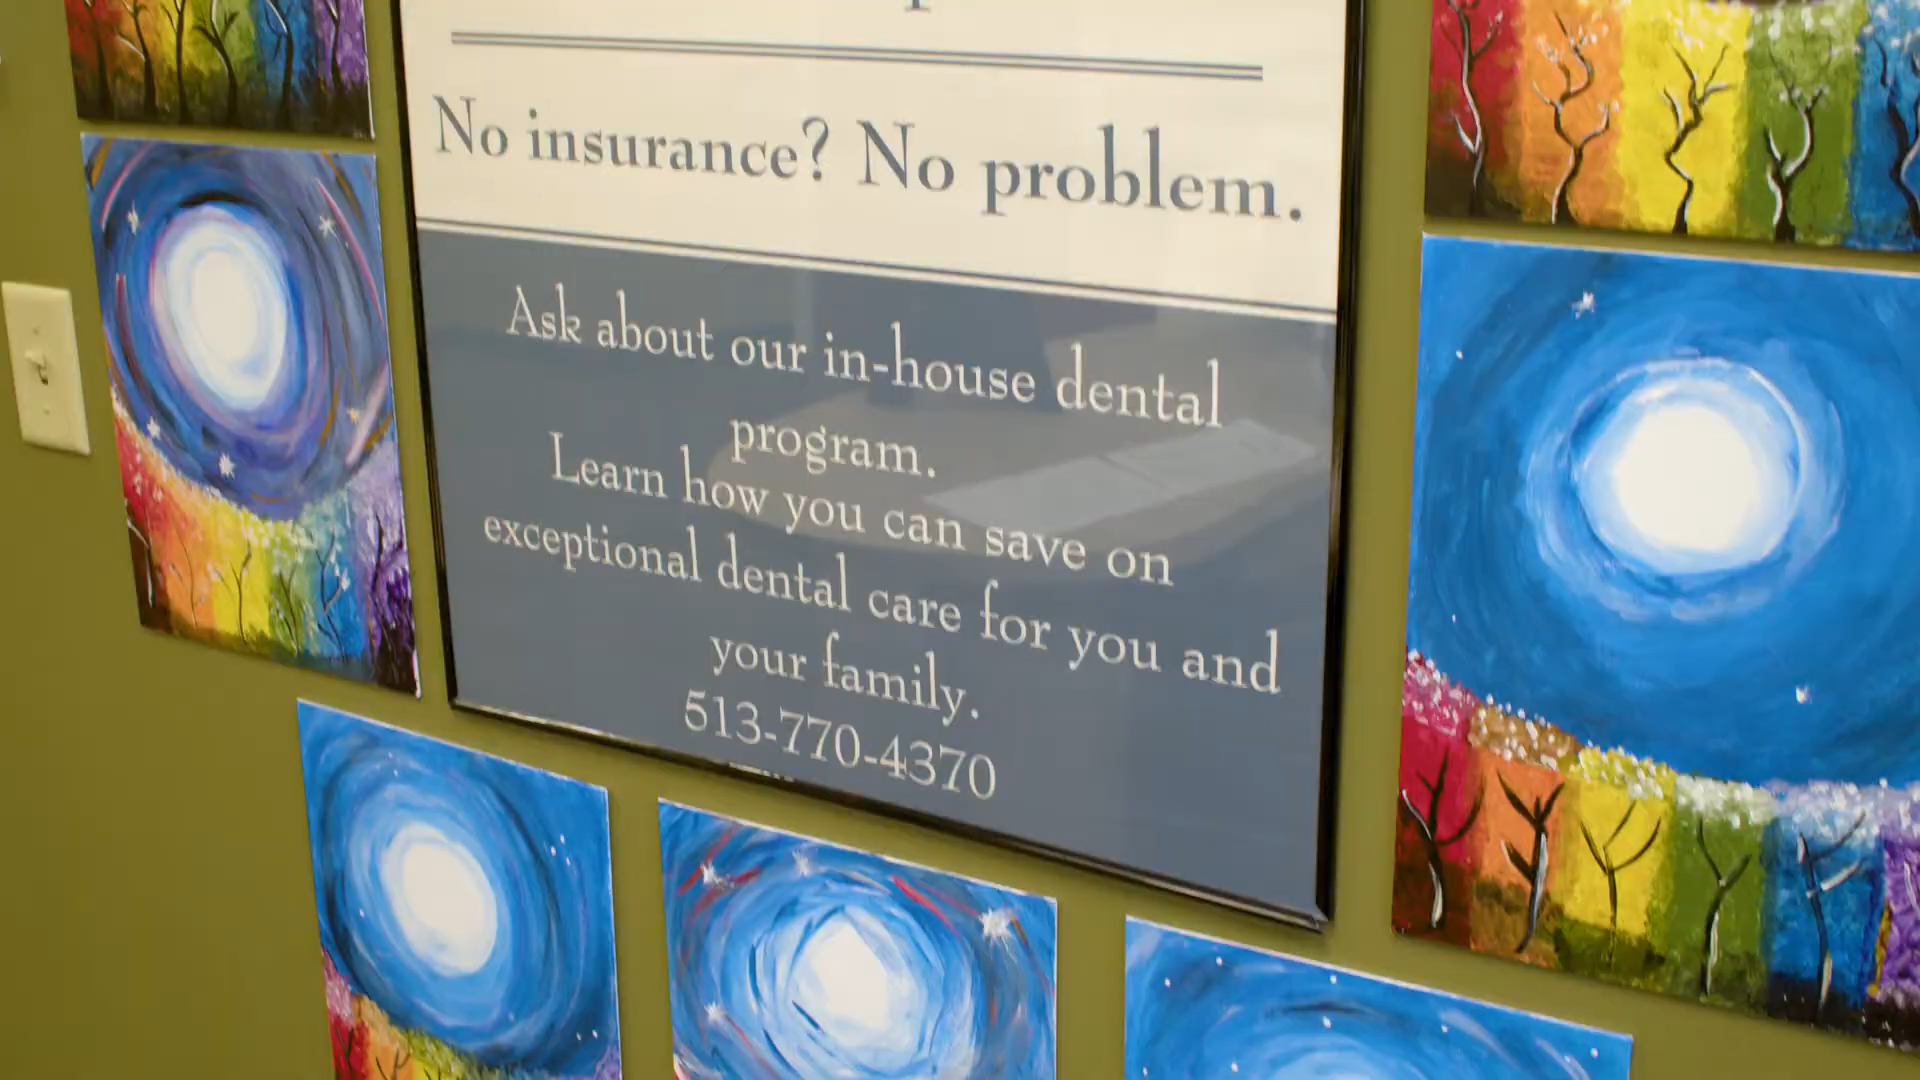 No insurance? No problem.
Ask about our in-house dental
program.
Learn how you can save on
exceptional dental care for you and
your family.
513-770-4370